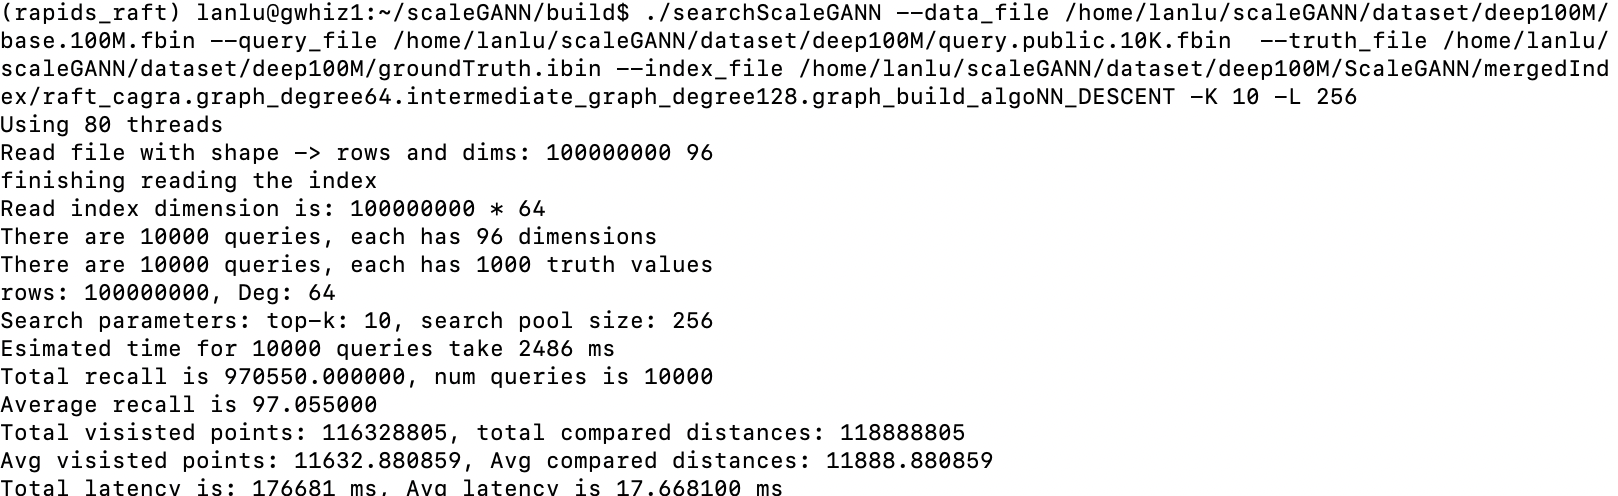 (rapids_raft) lanlu@gwhiz1:~/scaleGANN/build$ ./searchScaleGANN --data_file /home/lanlu/scaleGANN/dataset/deep100M/
base.100M.fbin --query_file /home/lanlu/scaleGANN/dataset/deep100M/query.public.10K.fbin  --truth_file /home/lanlu/
scaleGANN/dataset/deep100M/groundTruth.ibin --index_file /home/lanlu/scaleGANN/dataset/deep100M/ScaleGANN/mergedInd
ex/raft_cagra.graph_degree64.intermediate_graph_degree128.graph_build_algoNN_DESCENT -K 10 -L 256
Using 80 threads
Read file with shape -> rows and dims: 100000000 96
finishing reading the index
Read index dimension is: 100000000 * 64
There are 10000 queries, each has 96 dimensions
There are 10000 queries, each has 1000 truth values
rows: 100000000, Deg: 64
Search parameters: top-k: 10, search pool size: 256
Esimated time for 10000 queries take 2486 ms
Total recall is 970550.000000, num queries is 10000
Average recall is 97.055000
Total visisted points: 116328805, total compared distances: 118888805
Avg visisted points: 11632.880859, Avg compared distances: 11888.880859
Total latency is: 176681 ms, Avg latency is 17.668100 ms